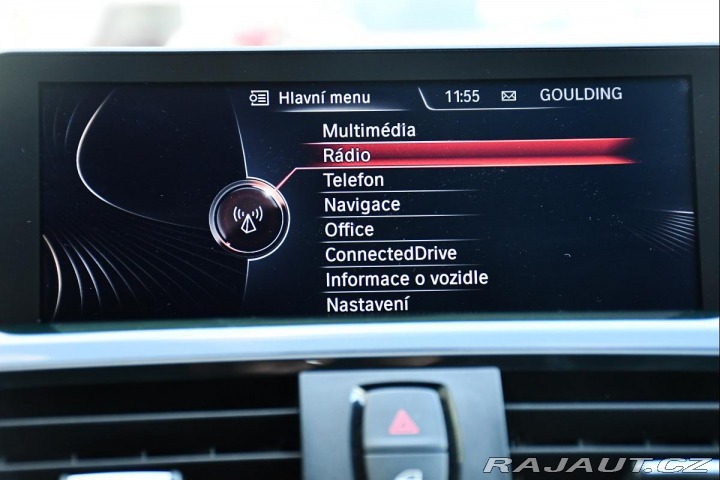 Hlavní menu 11:55 GOULDING
Multimédia
Rádio
Telefon
Navigace
Office
ConnectedDrive
Informace o vozidle
Nastavení
RAJAUT.CZ